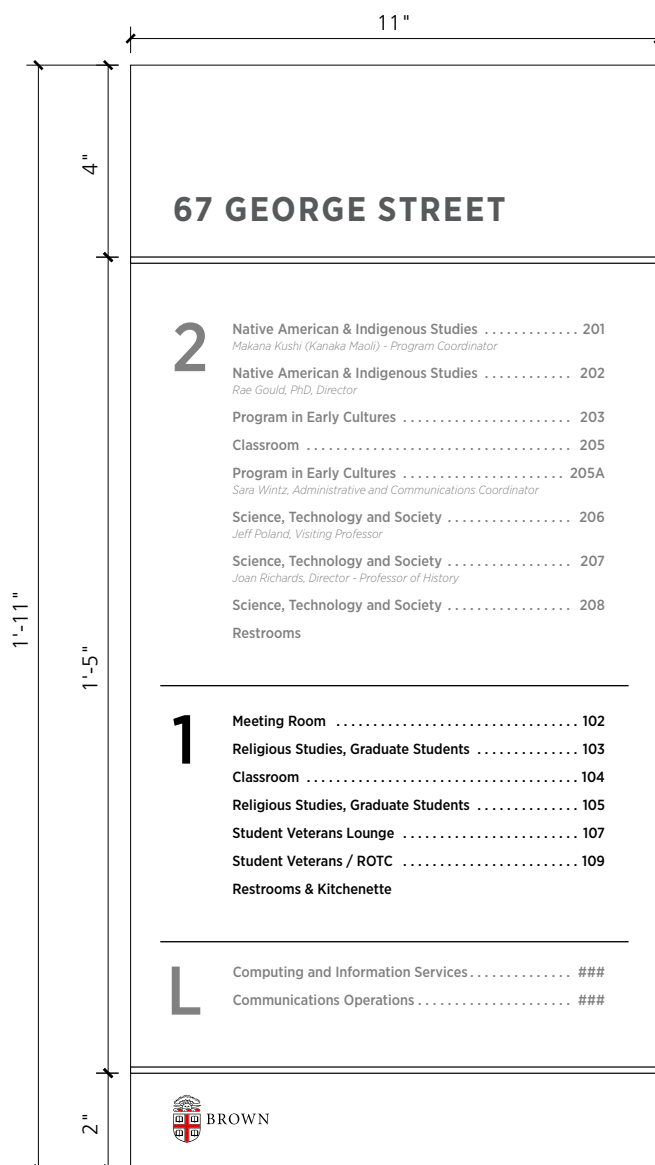 11"
4"
67 GEORGE STREET
1'-11"
1'-5"
2
Native American & Indigenous Studies ............. 201
Makana Kushi (Kanaka Maoli) - Program Coordinator
Native American & Indigenous Studies ............ 202
Rae Gould, PhD, Director
Program in Early Cultures ....................... 203
Classroom .................................... 205
Program in Early Cultures ...................... 205A
Sara Wintz, Administrative and Communications Coordinator
Science, Technology and Society ................. 206
Jeff Poland, Visiting Professor
Science, Technology and Society ................. 207
Joan Richards, Director - Professor of History
Science, Technology and Society ................. 208
Restrooms
1
Meeting Room ................................. 102
Religious Studies, Graduate Students .............. 103
Classroom ..................................... 104
Religious Studies, Graduate Students .............. 105
Student Veterans Lounge ........................ 107
Student Veterans / ROTC ........................ 109
Restrooms & Kitchenette
L
Computing and Information Services .............. ###
Communications Operations ..................... ###
2"
BROWN